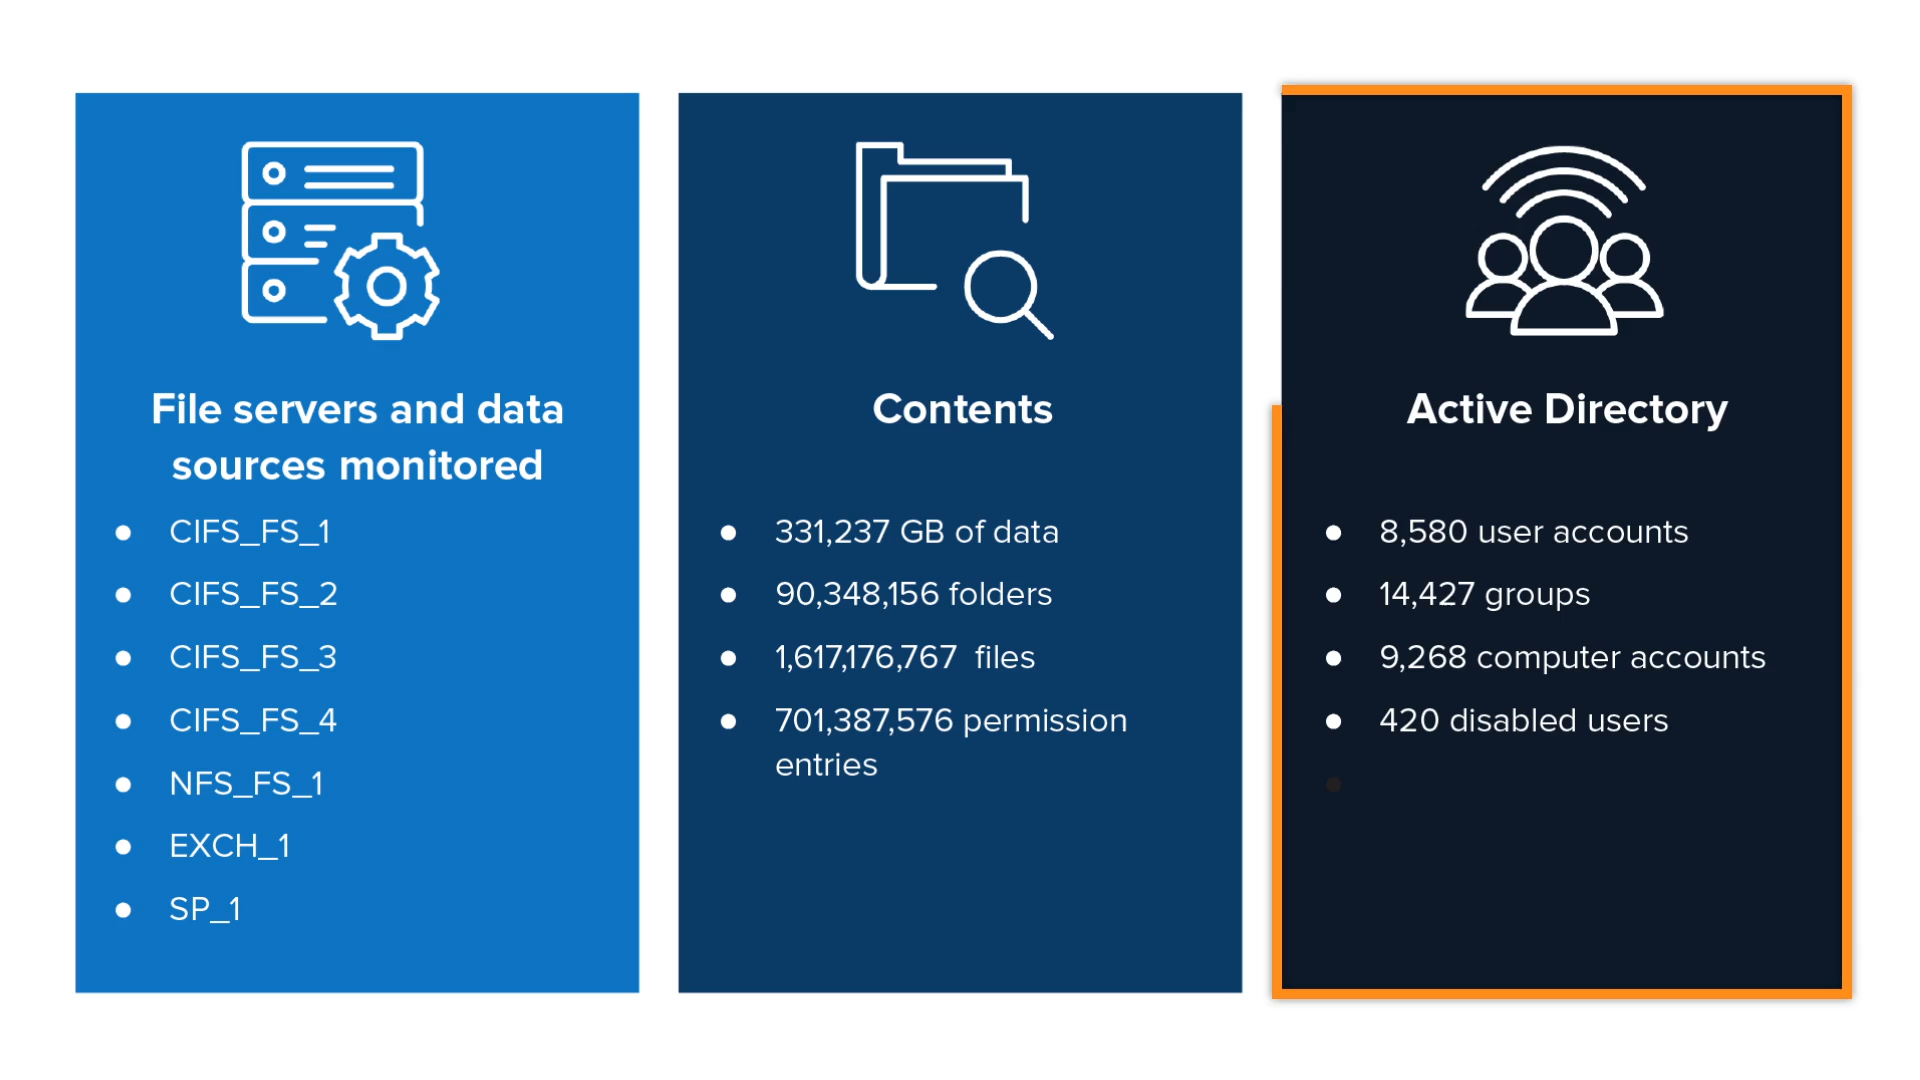 File servers and data
sources monitored
● CIFS_FS_1
● CIFS_FS_2
● CIFS_FS_3
● CIFS_FS_4
● NFS_FS_1
● EXCH_1
● SP_1
Contents
● 331,237 GB of data
● 90,348,156 folders
● 1,617,176,767 files
● 701,387,576 permission
entries
Active Directory
● 8,580 user accounts
● 14,427 groups
● 9,268 computer accounts
● 420 disabled users